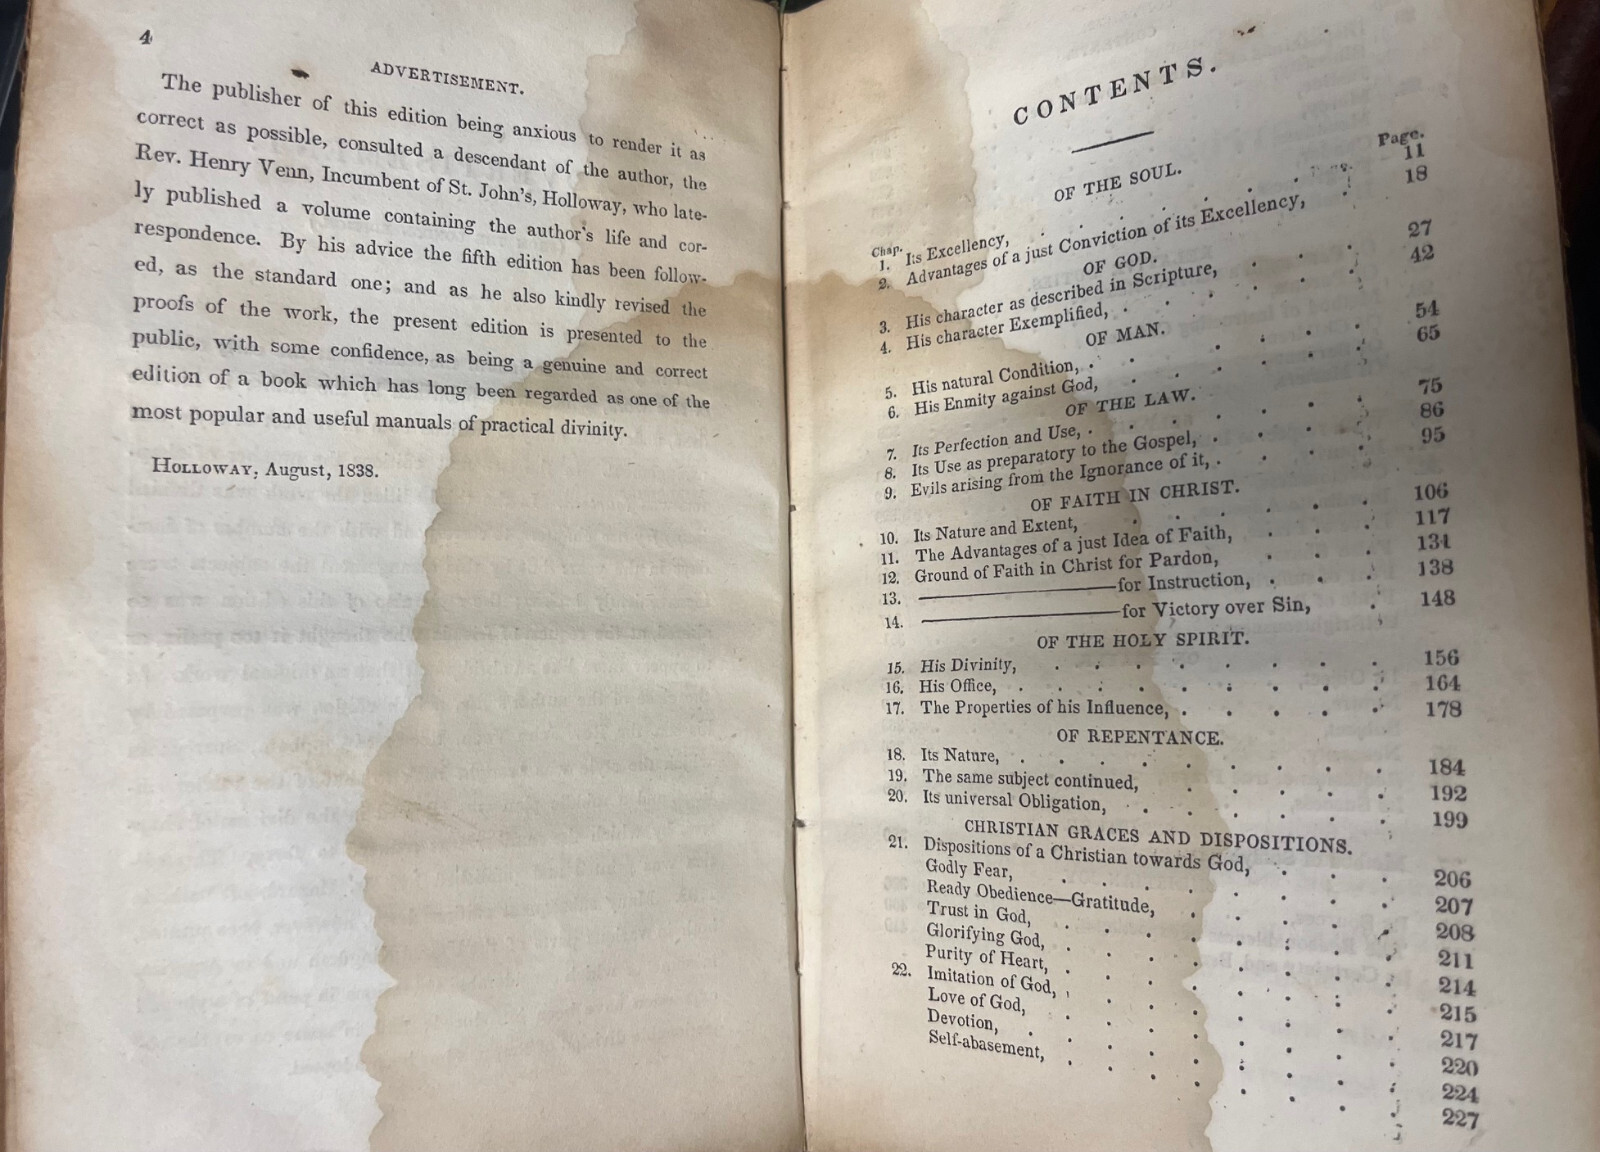 4
ADVERTISEMENT.
The publisher of this edition being anxious to render it as
correct as possible, consulted a descendant of the author, the
Rev. Henry Venn, Incumbent of St. John's, Holloway, who late-
ly published a volume containing the author's life and cor-
respondence. By his advice the fifth edition has been follow-
ed, as the standard one; and as he also kindly revised the
proofs of the work, the present edition is presented to the
public, with some confidence, as being a genuine and correct
edition of a book which has long been regarded as one of the
most popular and useful manuals of practical divinity.
HOLLOWAY, August, 1838.
CONTENTS.
Page.
OF THE SOUL.
Chap.
1. Its Excellency, 11
2. Advantages of a just Conviction of its Excellency, 18
OF GOD.
3. His character as described in Scripture, 27
4. His character Exemplified, 42
OF MAN.
5. His natural Condition, 54
6. His Enmity against God, 65
OF THE LAW.
7. Its Perfection and Use, 75
8. Its Use as preparatory to the Gospel, 86
9. Evils arising from the Ignorance of it, 95
OF FAITH IN CHRIST.
10. Its Nature and Extent, 106
11. The Advantages of a just Idea of Faith, 117
12. Ground of Faith in Christ for Pardon, 131
13. ——————for Instruction, 138
14. ——————for Victory over Sin, 148
OF THE HOLY SPIRIT.
15. His Divinity, 156
16. His Office, 164
17. The Properties of his Influence, 178
OF REPENTANCE.
18. Its Nature, 184
19. The same subject continued, 192
20. Its universal Obligation, 199
CHRISTIAN GRACES AND DISPOSITIONS.
21. Dispositions of a Christian towards God, 206
Godly Fear, 207
Ready Obedience—Gratitude, 208
Trust in God, 211
Glorifying God, 214
Purity of Heart, 215
22. Imitation of God, 217
Love of God, 220
Devotion, 224
Self-abasement, 227